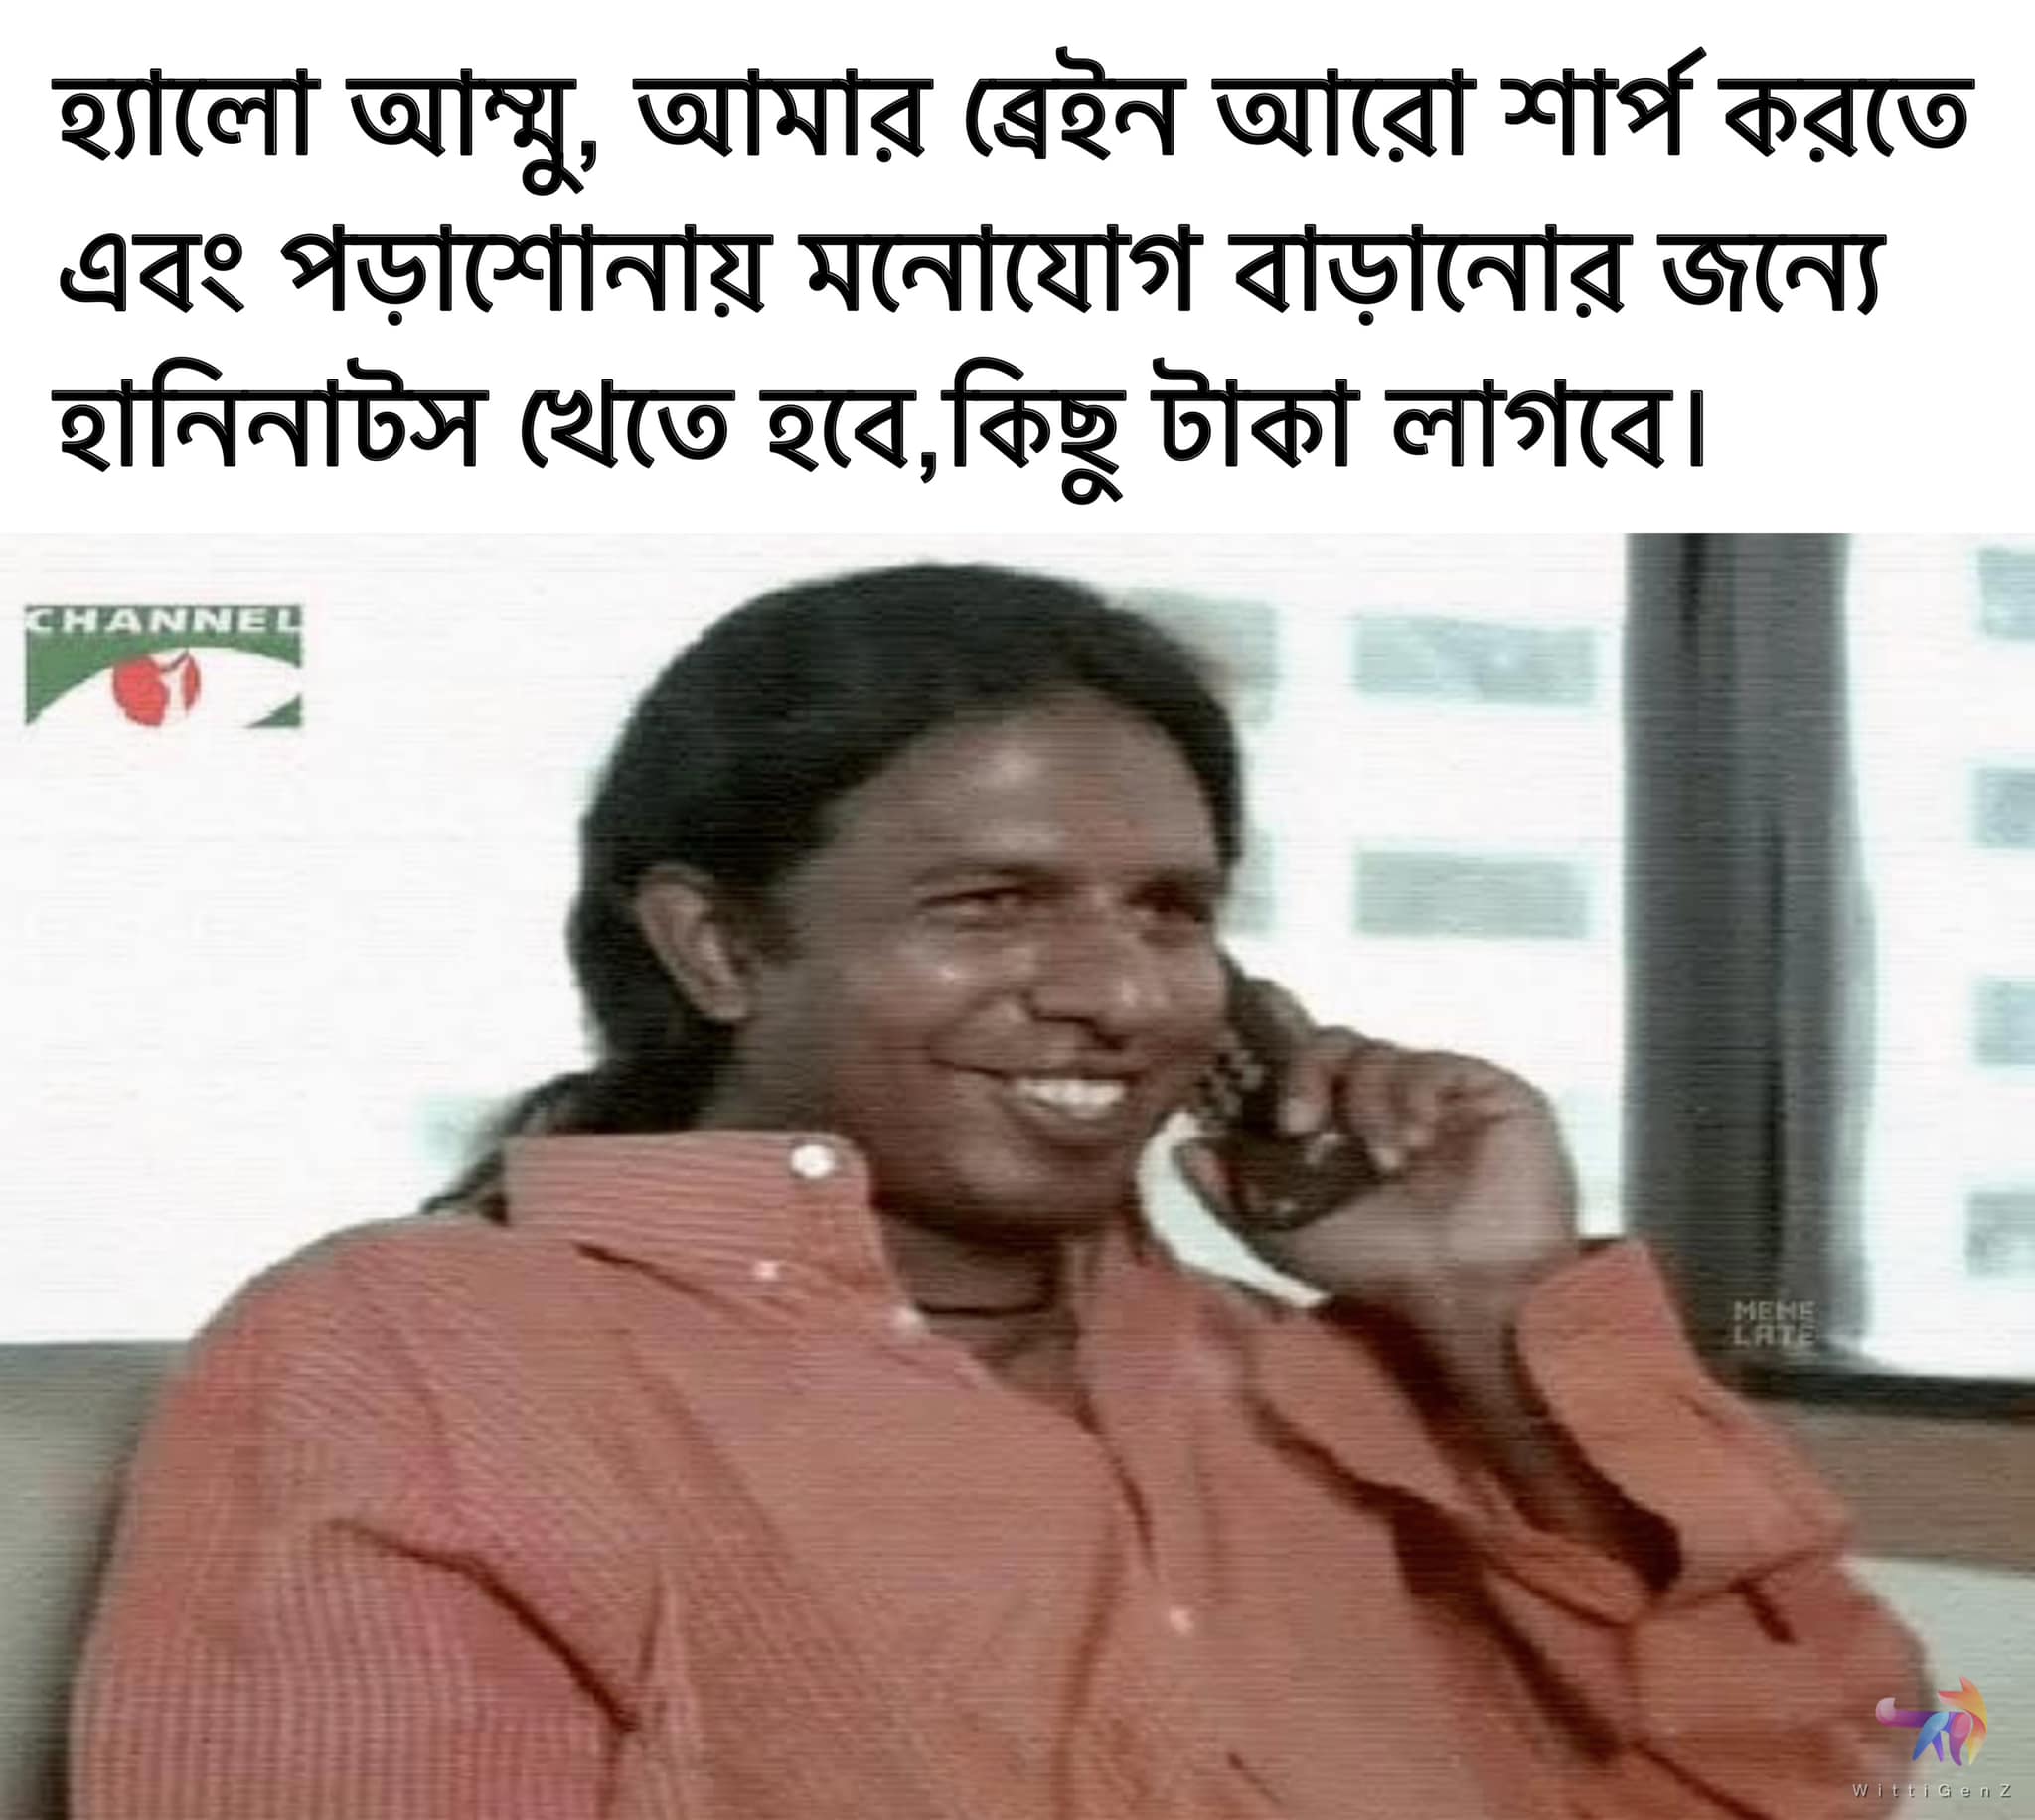 হ্যালো আম্মু, আমার ব্রেইন আরো শার্প করতে
এবং পড়াশোনায় মনোযোগ বাড়ানোর জন্যে
হানিনাটস খেতে হবে,কিছু টাকা লাগবে।
CHANNEL
i
MEME
LATE
WittiGenZ